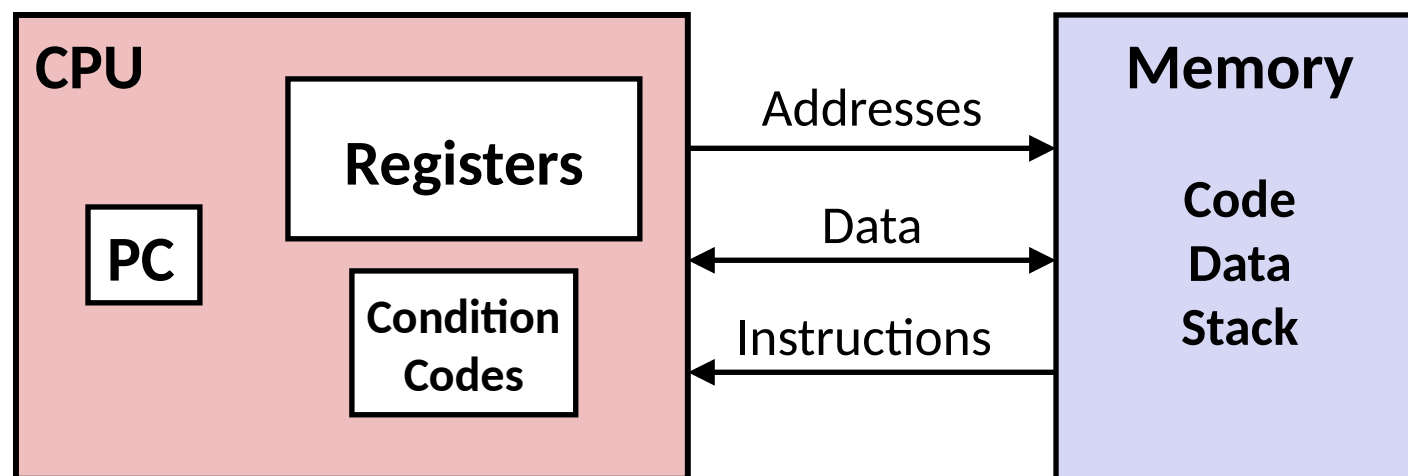 CPU
Registers
PC
Condition
Codes
Addresses
Data
Instructions
Memory
Code
Data
Stack